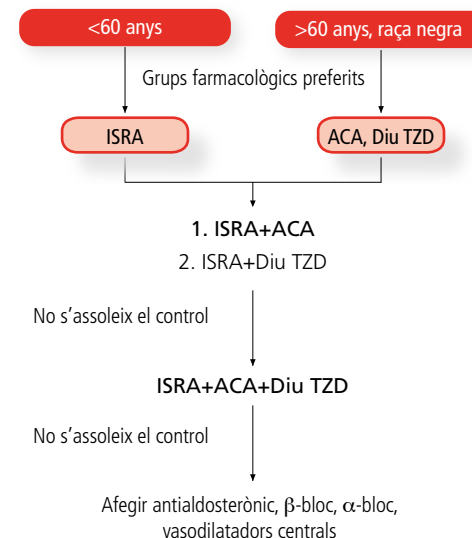 <60 anys
>60 anys, raça negra
Grups farmacològics preferits
ISRA
ACA, Diu TZD
1. ISRA+ACA
2. ISRA+Diu TZD
No s’assoleix el control
ISRA+ACA+Diu TZD
No s’assoleix el control
Afegir antialdosterònic, β-bloc, α-bloc,
vasodilatadors centrals